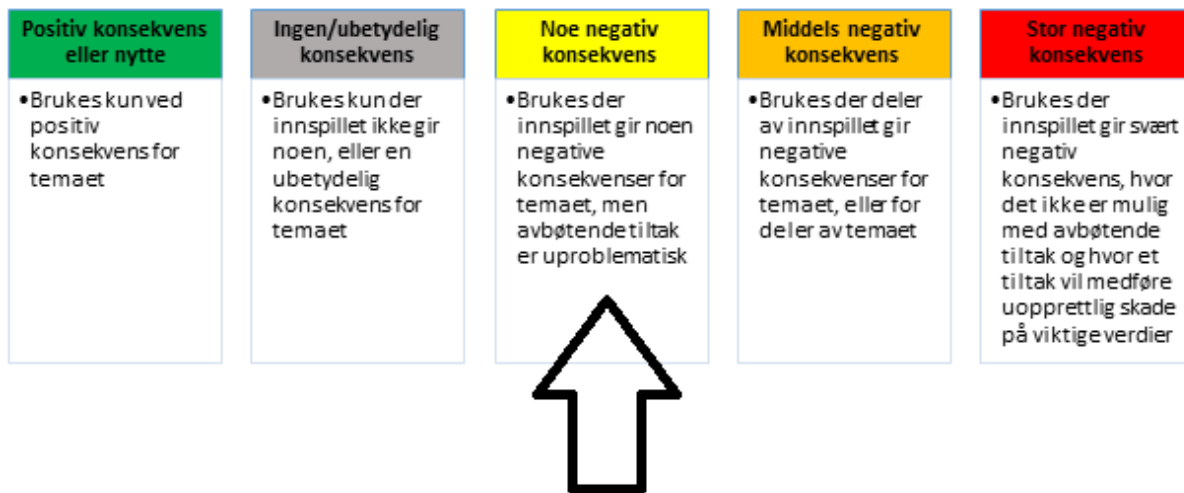 Positiv konsekvens
eller nytte
•Brukes kun ved
positiv
konsekvens for
temaet
Ingen/ubetydelig
konsekvens
•Brukes kun der
innspillet ikke gir
noen, eller en
ubetydelig
konsekvens for
temaet
Noe negativ
konsekvens
•Brukes der
innspillet gir noen
negative
konsekvenser for
temaet, men
avbøtende tiltak
er uproblematisk
Middels negativ
konsekvens
•Brukes der deler
av innspillet gir
negative
konsekvenser for
temaet, eller for
deler av temaet
Stor negativ
konsekvens
•Brukes der
innspillet gir svært
negativ
konsekvens, hvor
det ikke er mulig
med avbøtende
tiltak og hvor et
tiltak vil medføre
uopprettlig skade
på viktige verdier